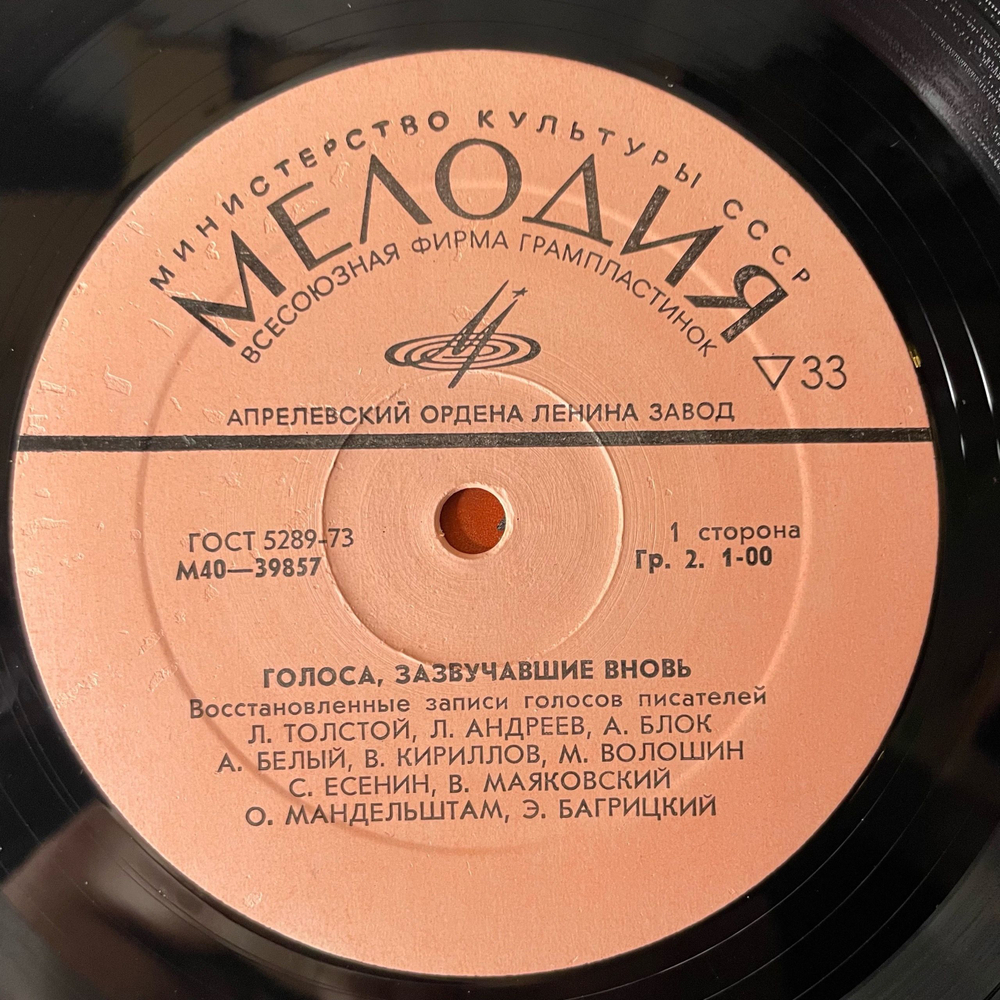 МИНИСТЕРСТВО КУЛЬТУРЫ СССР
МЕЛОДИЯ
ВСЕСОЮЗНАЯ ФИРМА ГРАМПЛАСТИНОК
▽33
АПРЕЛЕВСКИЙ ОРДЕНА ЛЕНИНА ЗАВОД
ГОСТ 5289-73
М40—39857
1 сторона
Гр. 2. 1-00
ГОЛОСА, ЗАЗВУЧАВШИЕ ВНОВЬ
Восстановленные записи голосов писателей
Л. ТОЛСТОЙ, Л. АНДРЕЕВ, А. БЛОК
А. БЕЛЫЙ, В. КИРИЛЛОВ, М. ВОЛОШИН
С. ЕСЕНИН, В. МАЯКОВСКИЙ
О. МАНДЕЛЬШТАМ, Э. БАГРИЦКИЙ